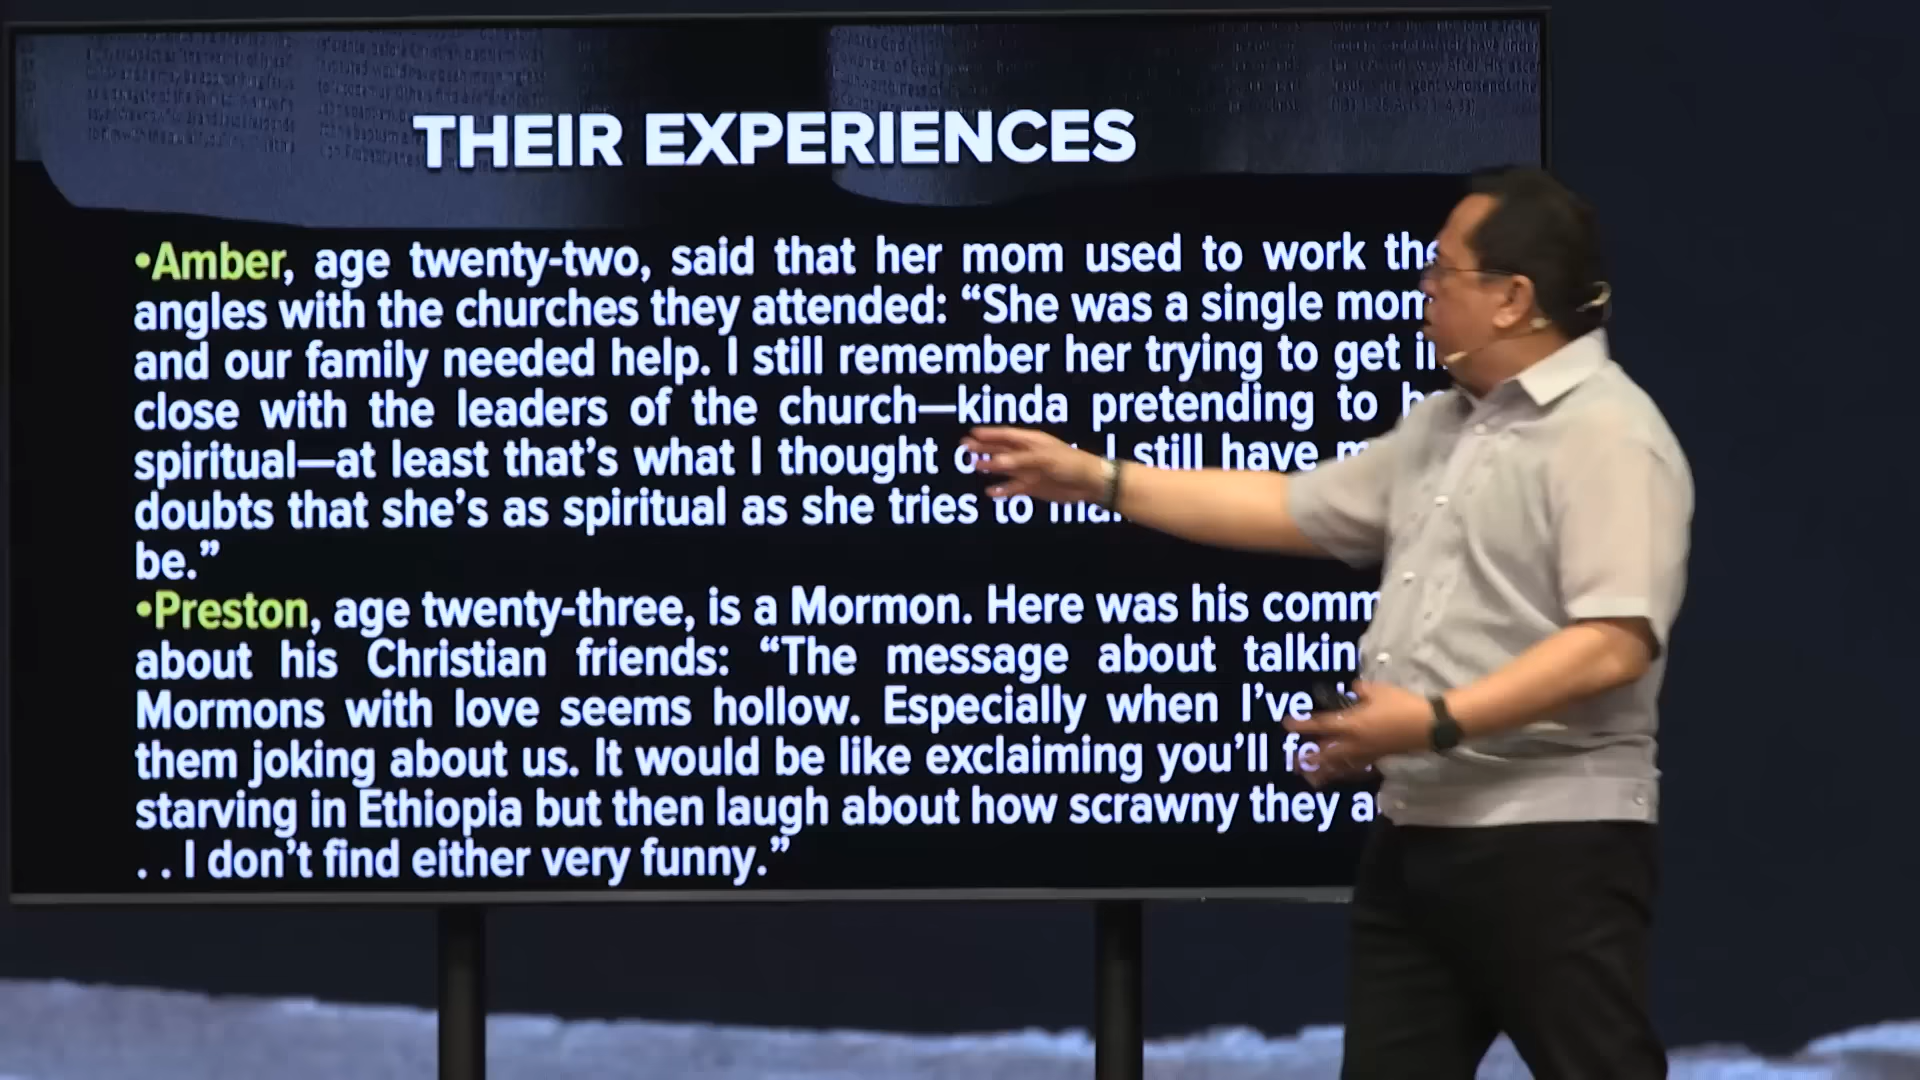 THEIR EXPERIENCES
•Amber, age twenty-two, said that her mom used to work the
angles with the churches they attended: “She was a single mom
and our family needed help. I still remember her trying to get
close with the leaders of the church—kinda pretending to
spiritual—at least that’s what I thought I still have
doubts that she’s as spiritual as she tries to
be.”
•Preston, age twenty-three, is a Mormon. Here was his
about his Christian friends: “The message about
Mormons with love seems hollow. Especially when I’ve
them joking about us. It would be like exclaiming you’ll
starving in Ethiopia but then laugh about how scrawny they
. . I don’t find either very funny.”